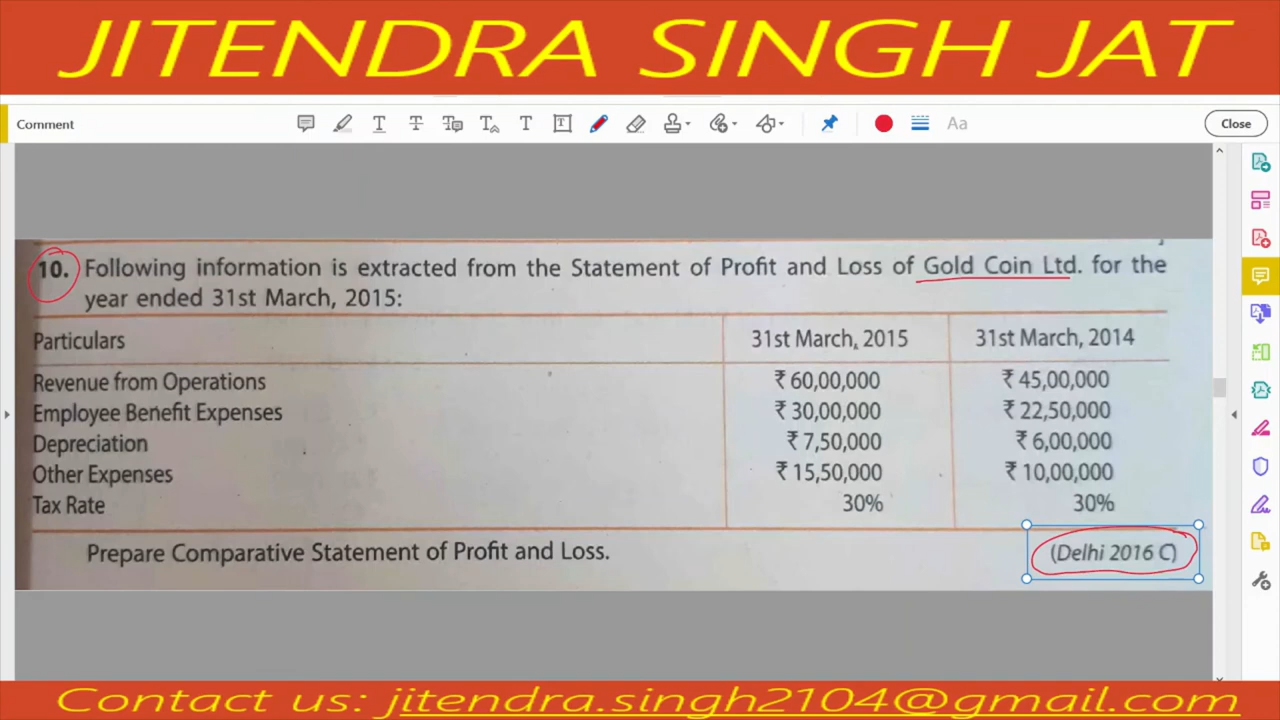 JITENDRA SINGH JAT
Comment
Close
10. Following information is extracted from the Statement of Profit and Loss of Gold Coin Ltd. for the
year ended 31st March, 2015:
Particulars 31st March, 2015 31st March, 2014
Revenue from Operations ₹ 60,00,000 ₹ 45,00,000
Employee Benefit Expenses ₹ 30,00,000 ₹ 22,50,000
Depreciation ₹ 7,50,000 ₹ 6,00,000
Other Expenses ₹ 15,50,000 ₹ 10,00,000
Tax Rate 30% 30%
Prepare Comparative Statement of Profit and Loss. (Delhi 2016 C)
Contact us: jitendra.singh2104@gmail.com